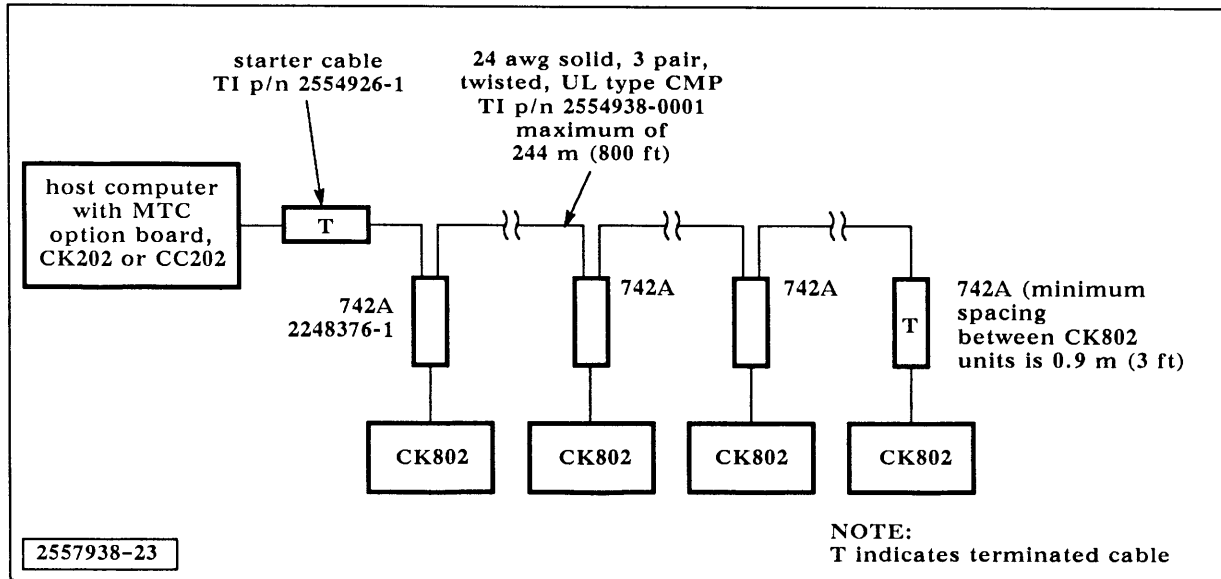 starter cable
TI p/n 2554926-1
24 awg solid, 3 pair,
twisted, UL type CMP
TI p/n 2554938-0001
maximum of
244 m (800 ft)
host computer
with MTC
option board,
CK202 or CC202
T
742A
2248376-1
742A
742A
T
742A (minimum
spacing
between CK802
units is 0.9 m (3 ft)
CK802
CK802
CK802
CK802
2557938-23
NOTE:
T indicates terminated cable